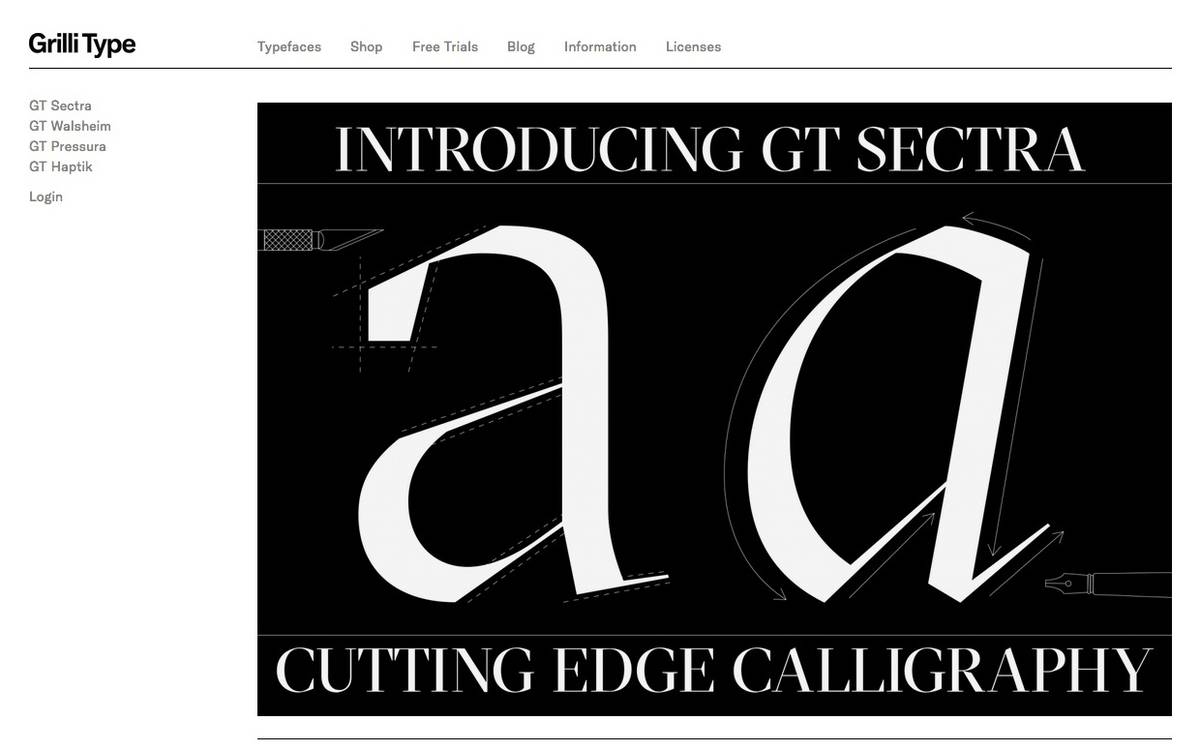 Grilli Type
Typefaces Shop Free Trials Blog Information Licenses
GT Sectra
GT Walsheim
GT Pressura
GT Haptik
Login
INTRODUCING GT SECTRA
a a
CUTTING EDGE CALLIGRAPHY